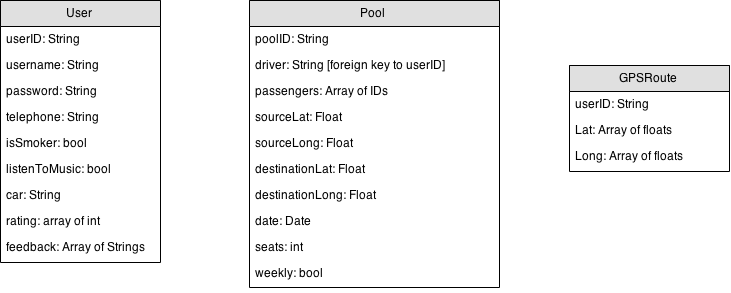 User
userID: String
username: String
password: String
telephone: String
isSmoker: bool
listenToMusic: bool
car: String
rating: array of int
feedback: Array of Strings
Pool
poolID: String
driver: String [foreign key to userID]
passengers: Array of IDs
sourceLat: Float
sourceLong: Float
destinationLat: Float
destinationLong: Float
date: Date
seats: int
weekly: bool
GPSRoute
userID: String
Lat: Array of floats
Long: Array of floats